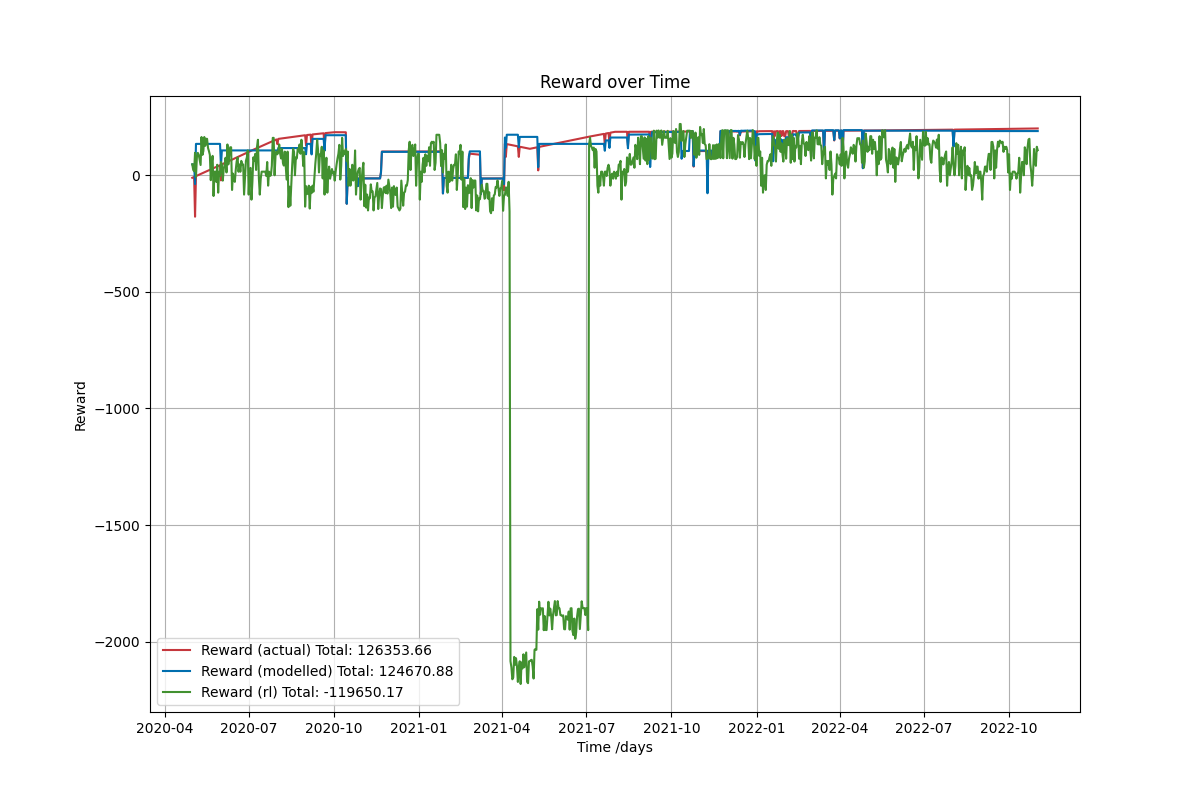 Reward over Time
Reward
0
−500
−1000
−1500
−2000
Reward (actual) Total: 126353.66
Reward (modelled) Total: 124670.88
Reward (rl) Total: -119650.17
2020-04 2020-07 2020-10 2021-01 2021-04 2021-07 2021-10 2022-01 2022-04 2022-07 2022-10
Time /days